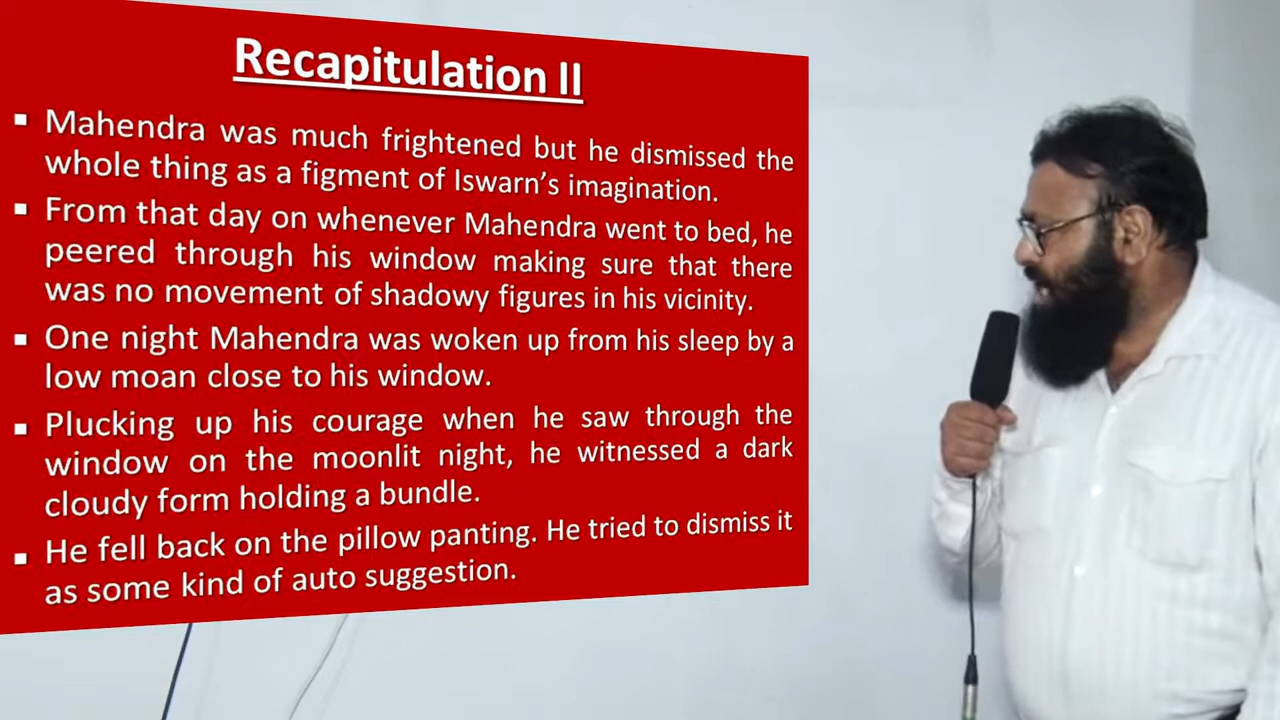 Recapitulation II
▪ Mahendra was much frightened but he dismissed the
whole thing as a figment of Iswarn's imagination.
▪ From that day on whenever Mahendra went to bed, he
peered through his window making sure that there
was no movement of shadowy figures in his vicinity.
▪ One night Mahendra was woken up from his sleep by a
low moan close to his window.
▪ Plucking up his courage when he saw through the
window on the moonlit night, he witnessed a dark
cloudy form holding a bundle.
▪ He fell back on the pillow panting. He tried to dismiss it
as some kind of auto suggestion.